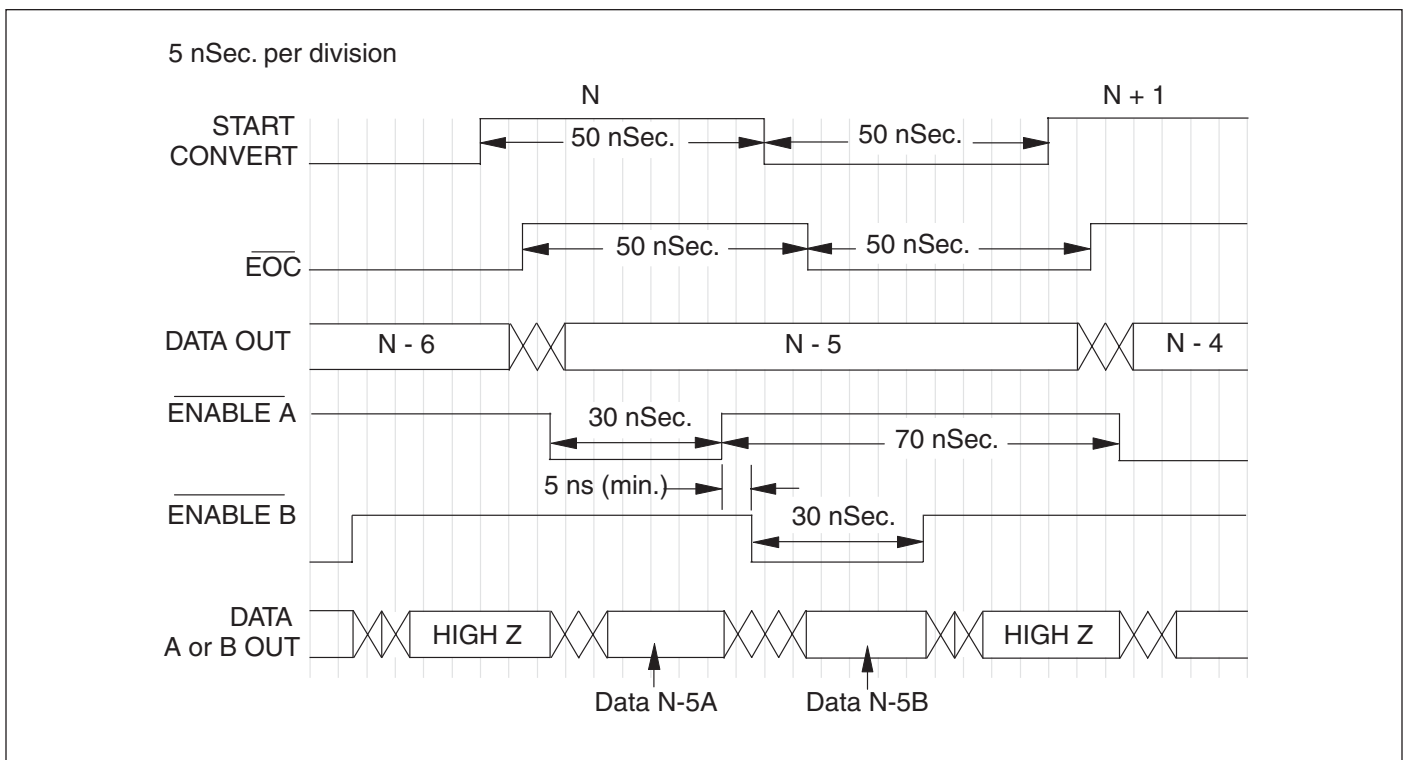 5 nSec. per division
N
N + 1
START
CONVERT
50 nSec.
50 nSec.
EOC
50 nSec.
50 nSec.
DATA OUT
N - 6
N - 5
N - 4
ENABLE A
30 nSec.
70 nSec.
5 ns (min.)
ENABLE B
30 nSec.
DATA
A or B OUT
HIGH Z
HIGH Z
Data N-5A
Data N-5B